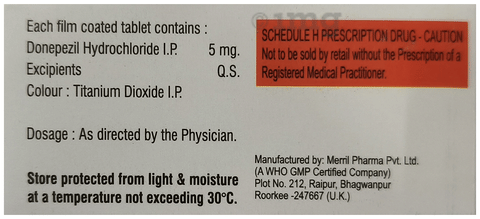 Each film coated tablet contains :
Donepezil Hydrochloride I.P. 5 mg.
Excipients Q.S.
Colour : Titanium Dioxide I.P.
Dosage : As directed by the Physician.
Store protected from light & moisture
at a temperature not exceeding 30°C.
1mg
SCHEDULE H PRESCRIPTION DRUG - CAUTION
Not to be sold by retail without the Prescription of a
Registered Medical Practitioner.
Manufactured by: Merril Pharma Pvt. Ltd.
(A WHO GMP Certified Company)
Plot No. 212, Raipur, Bhagwanpur
Roorkee -247667 (U.K.)